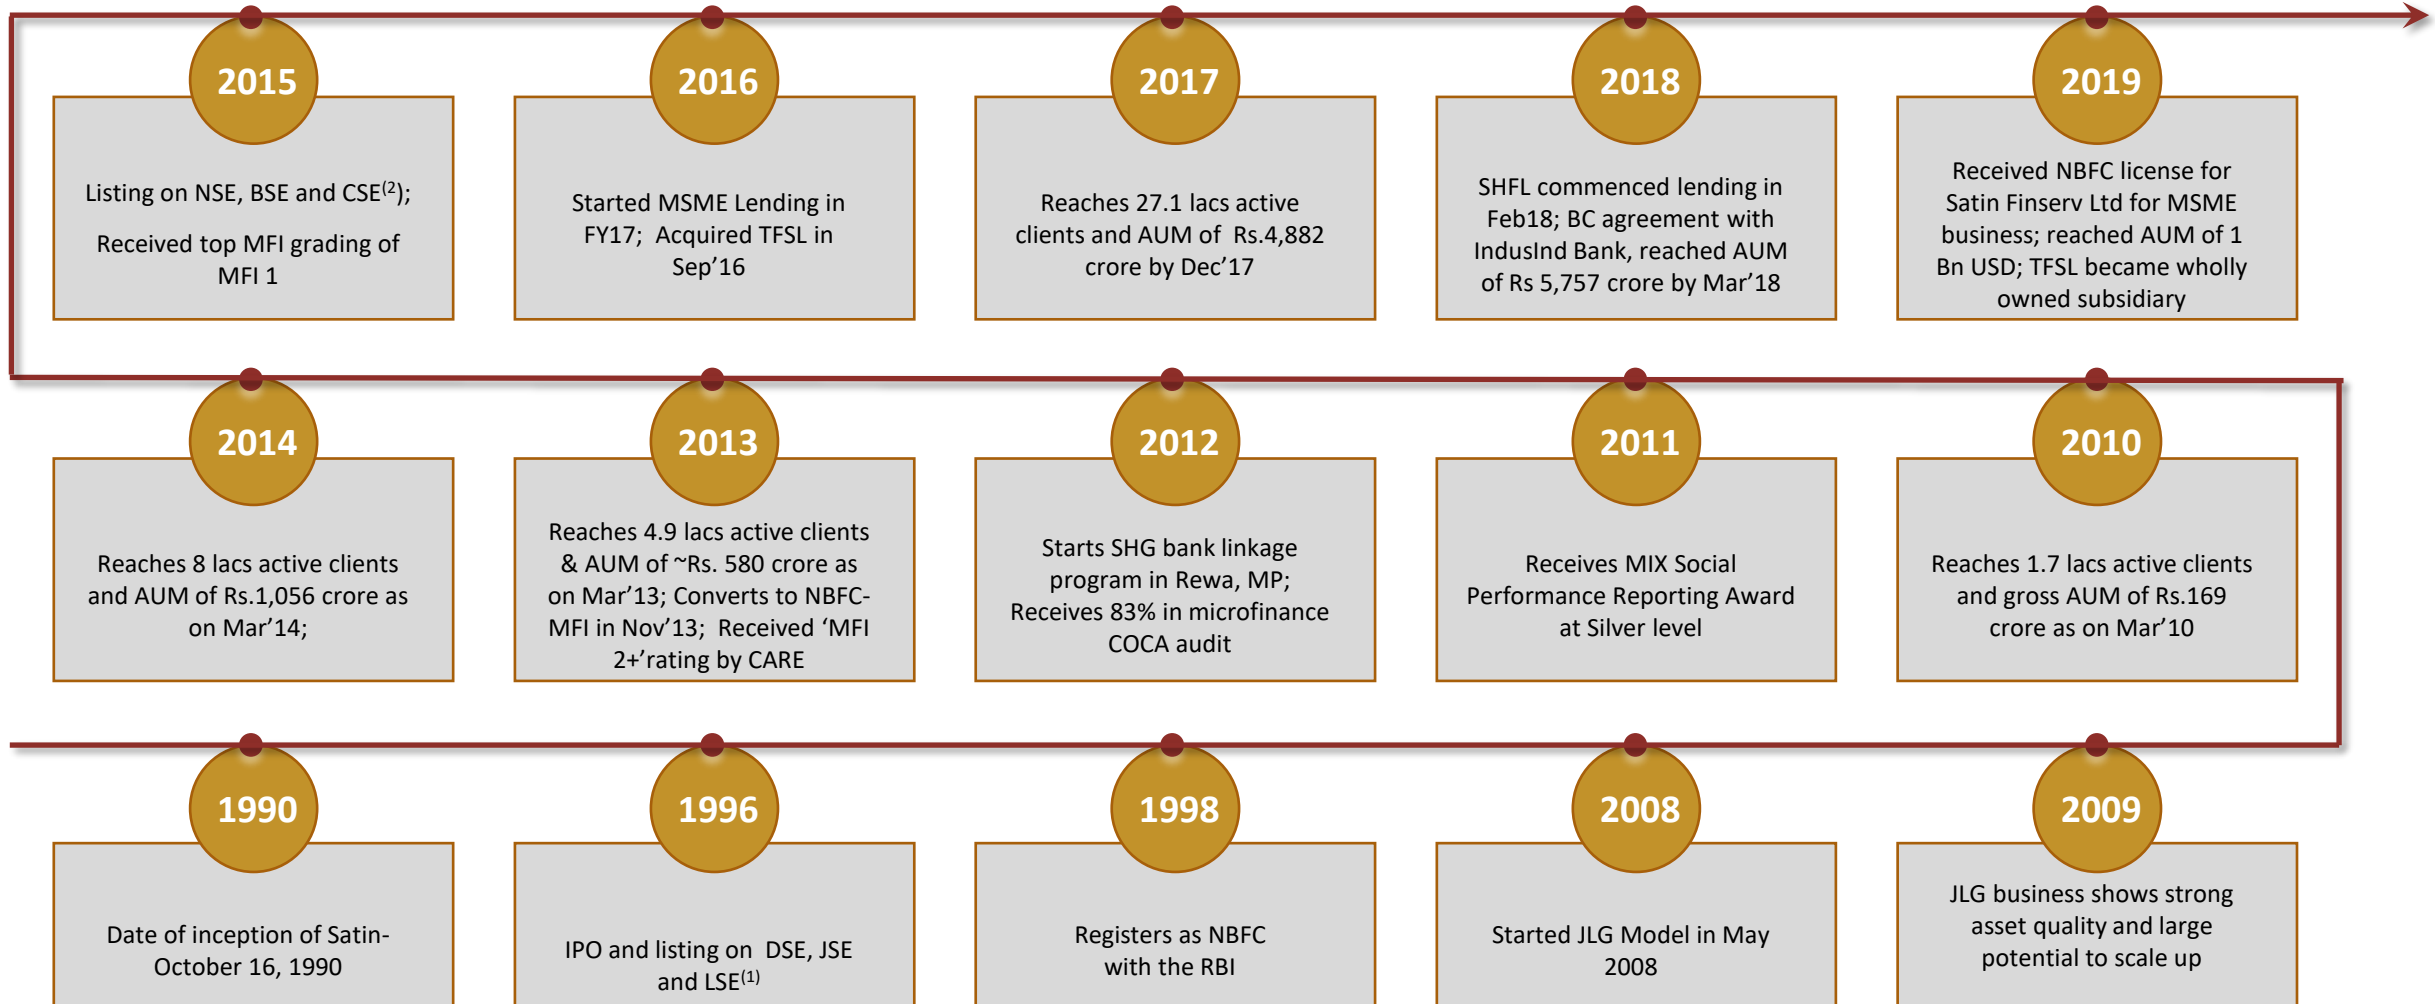 2015
Listing on NSE, BSE and CSE(2);
Received top MFI grading of
MFI 1
2016
Started MSME Lending in
FY17; Acquired TFSL in
Sep’16
2017
Reaches 27.1 lacs active
clients and AUM of Rs.4,882
crore by Dec’17
2018
SHFL commenced lending in
Feb18; BC agreement with
IndusInd Bank, reached AUM
of Rs 5,757 crore by Mar’18
2019
Received NBFC license for
Satin Finserv Ltd for MSME
business; reached AUM of 1
Bn USD; TFSL became wholly
owned subsidiary
2014
Reaches 8 lacs active clients
and AUM of Rs.1,056 crore as
on Mar’14;
2013
Reaches 4.9 lacs active clients
& AUM of ~Rs. 580 crore as
on Mar’13; Converts to NBFC-
MFI in Nov’13; Received ‘MFI
2+’rating by CARE
2012
Starts SHG bank linkage
program in Rewa, MP;
Receives 83% in microfinance
COCA audit
2011
Receives MIX Social
Performance Reporting Award
at Silver level
2010
Reaches 1.7 lacs active clients
and gross AUM of Rs.169
crore as on Mar’10
1990
Date of inception of Satin-
October 16, 1990
1996
IPO and listing on DSE, JSE
and LSE(1)
1998
Registers as NBFC
with the RBI
2008
Started JLG Model in May
2008
2009
JLG business shows strong
asset quality and large
potential to scale up